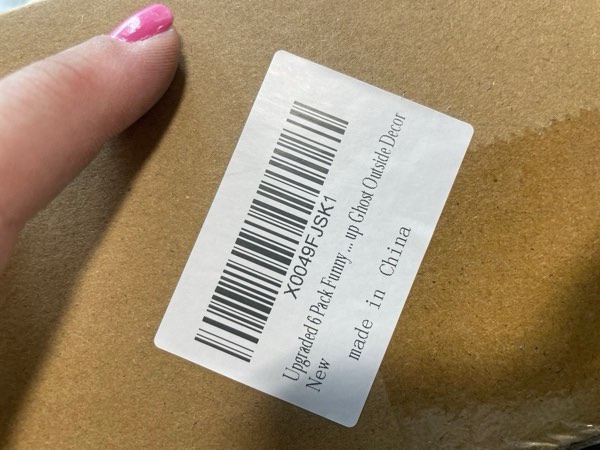 X0049FJSK1
Upgraded 6 Pack Funny ... up Ghost Outside Decor
New
made in China